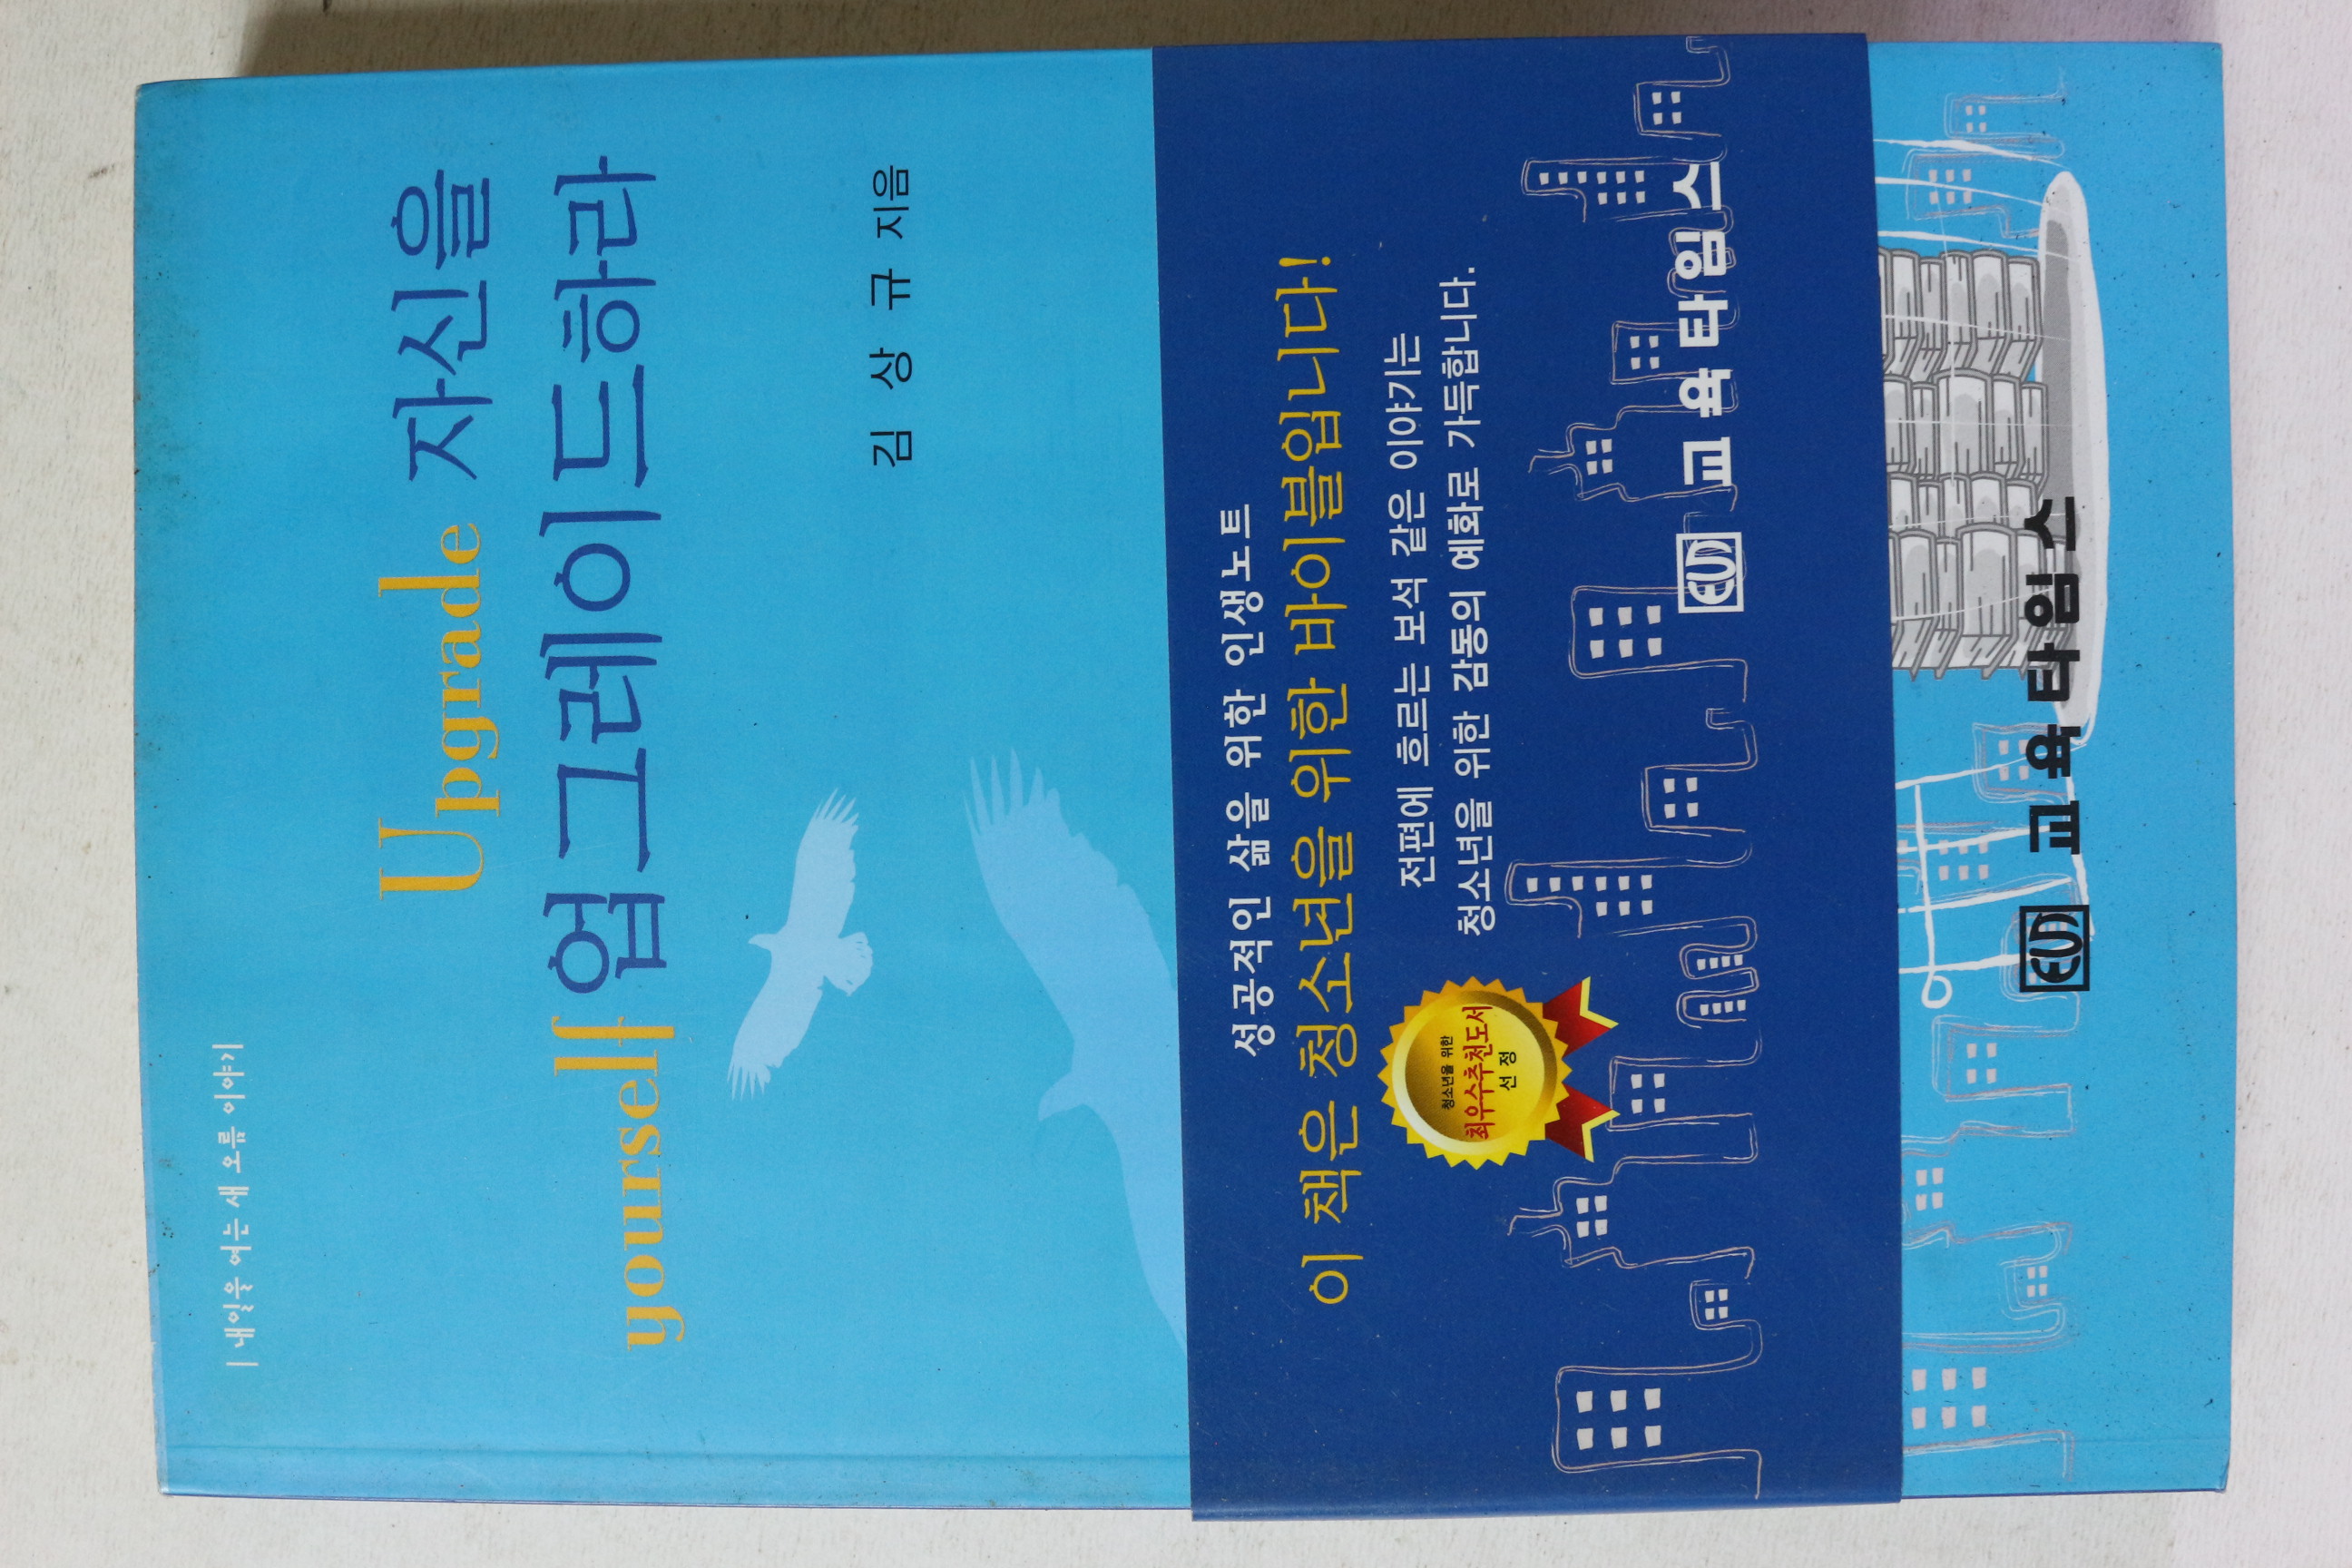 | 내일을 여는 새 오름 이야기
Upgrade 자신을
yourself 업그레이드하라
김 상 규 지음
성공적인 삶을 위한 인생노트
이 책은 청소년을 위한 바이블입니다!
전편에 흐르는 보석 같은 이야기는
청소년을 위한 감동의 예화로 가득합니다.
청소년을 위한
최우수추천도서
선 정
EUD 교육타임스
EUD 교육타임스